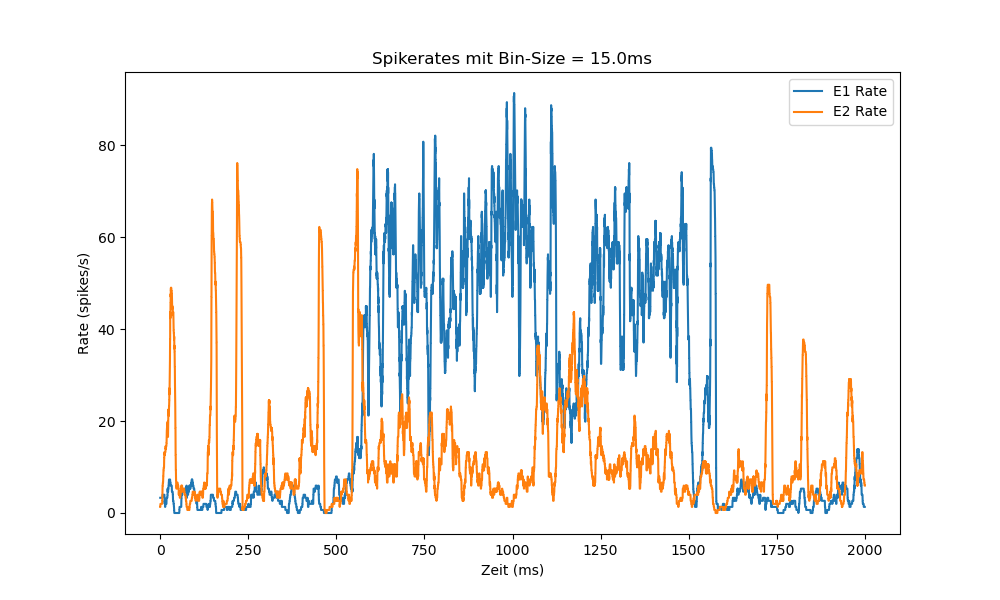 Spikerates mit Bin-Size = 15.0ms
E1 Rate
E2 Rate
Rate (spikes/s)
80
60
40
20
0
0 250 500 750 1000 1250 1500 1750 2000
Zeit (ms)